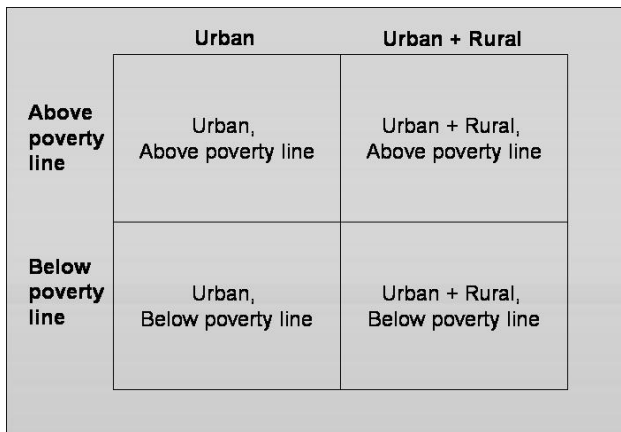 Urban
Urban + Rural
Above
poverty
line
Urban,
Above poverty line
Urban + Rural,
Above poverty line
Below
poverty
line
Urban,
Below poverty line
Urban + Rural,
Below poverty line